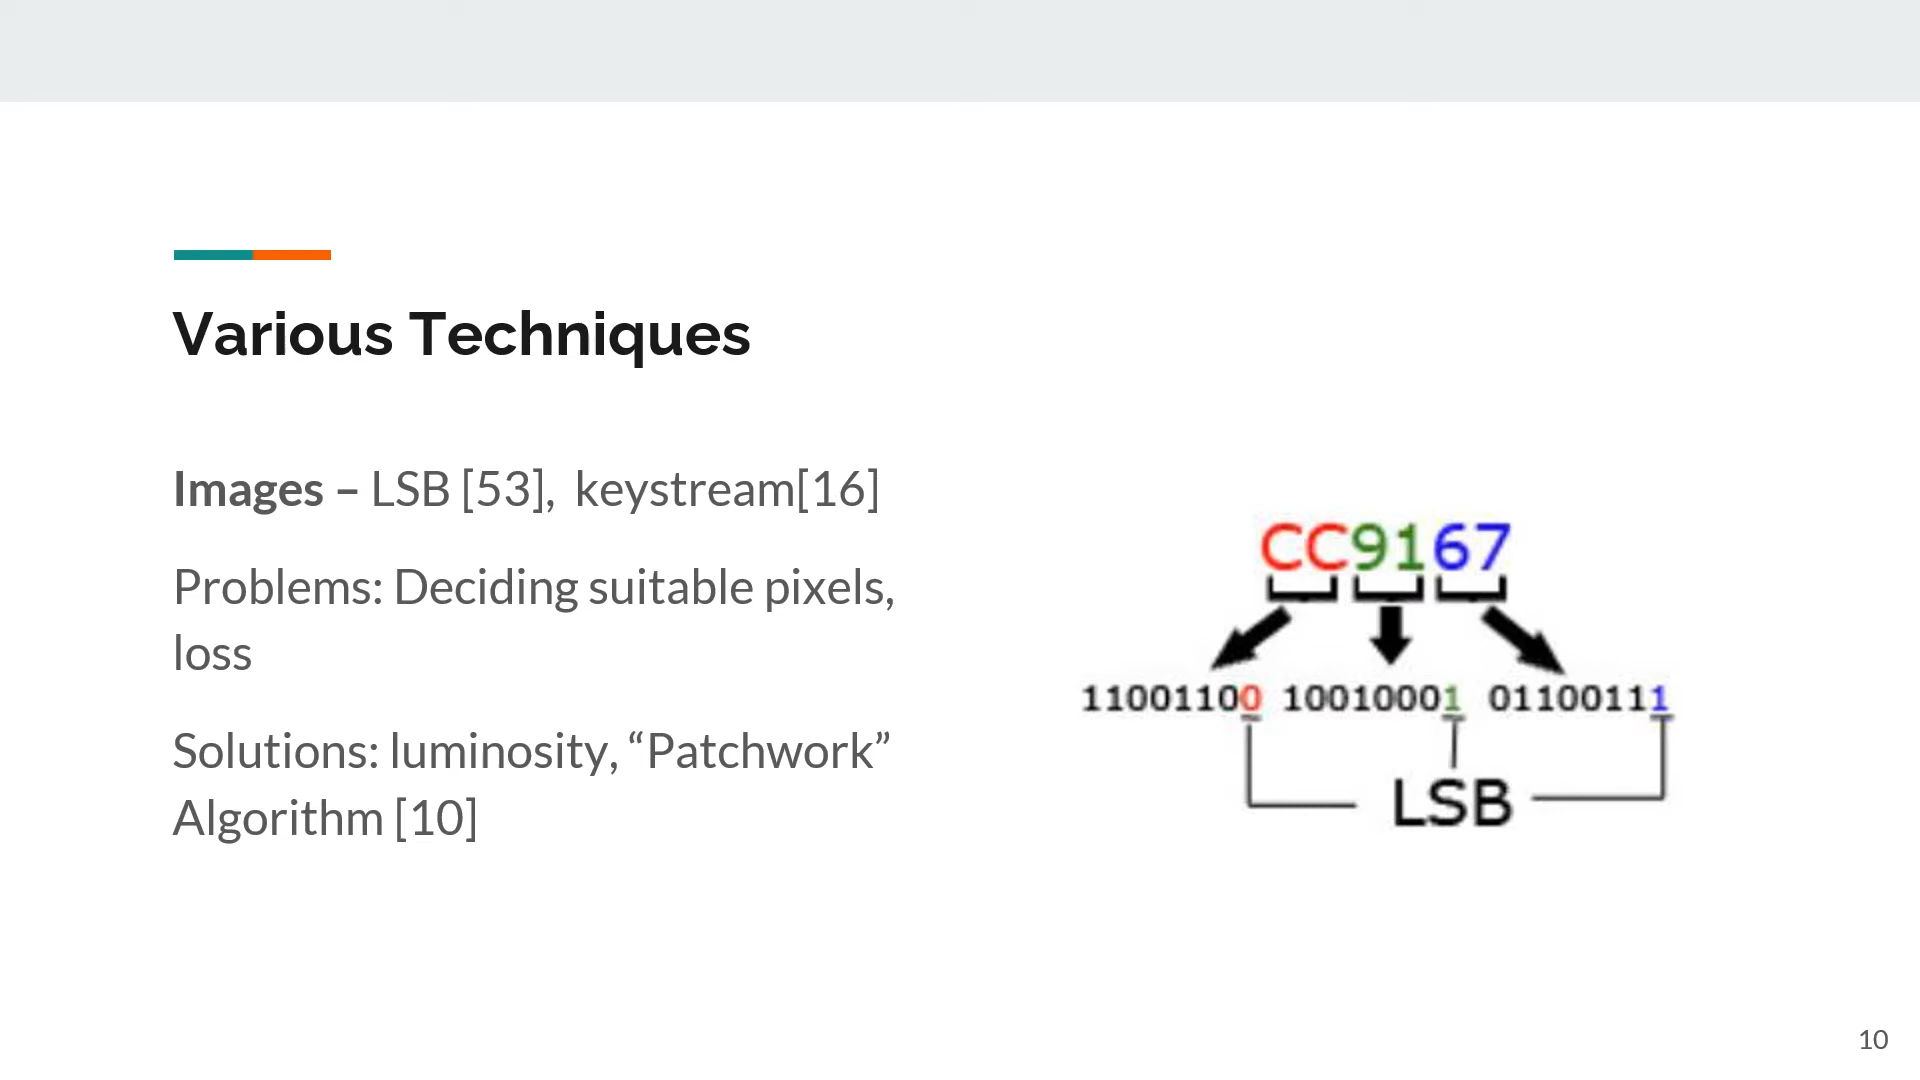 Various Techniques
Images – LSB [53],  keystream[16]
Problems: Deciding suitable pixels,
loss
Solutions: luminosity, “Patchwork”
Algorithm [10]
CC9167
11001100 10010001 01100111
LSB
10